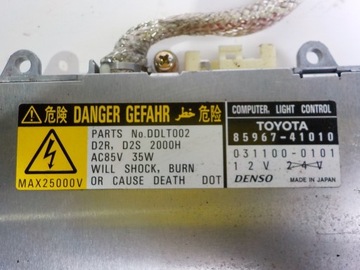 危険 DANGER GEFAHR خطر 危险
MAX25000V
PARTS No.DDLT002
D2R, D2S 2000H
AC85V 35W
WILL SHOCK, BURN
OR CAUSE DEATH DOT
COMPUTER. LIGHT CONTROL
TOYOTA
85967-41010
031100-0101
12V 24V
DENSO MADE IN JAPAN